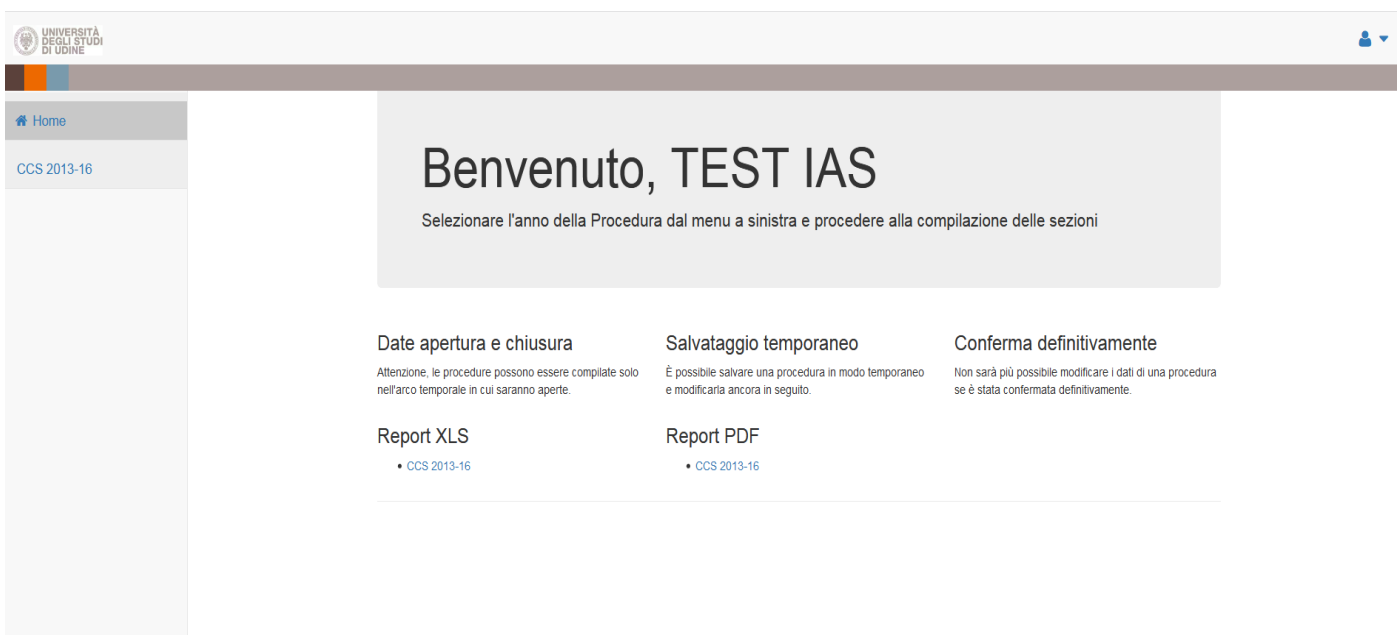 UNIVERSITÀ
DEGLI STUDI
DI UDINE
Home
CCS 2013-16
Benvenuto, TEST IAS
Selezionare l'anno della Procedura dal menu a sinistra e procedere alla compilazione delle sezioni
Date apertura e chiusura
Attenzione, le procedure possono essere compilate solo
nell'arco temporale in cui saranno aperte.
Salvataggio temporaneo
È possibile salvare una procedura in modo temporaneo
e modificarla ancora in seguito.
Conferma definitivamente
Non sarà più possibile modificare i dati di una procedura
se è stata confermata definitivamente.
Report XLS
• CCS 2013-16
Report PDF
• CCS 2013-16